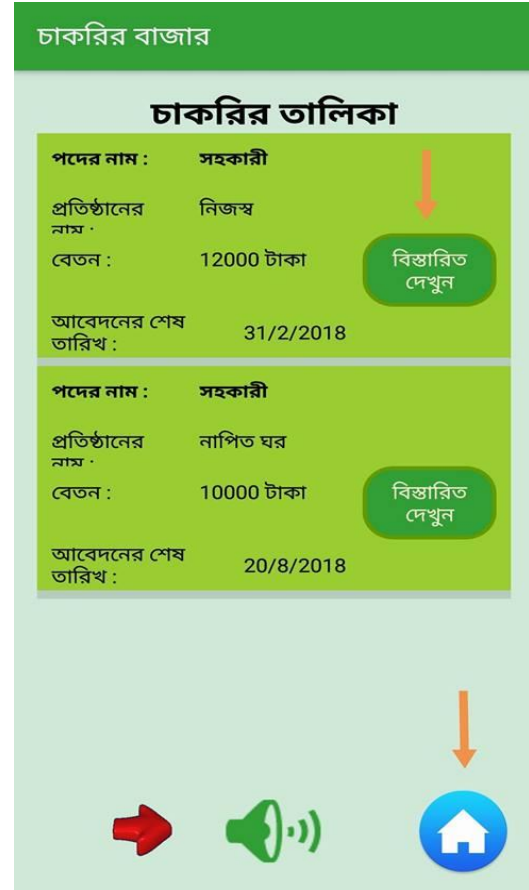 চাকরির বাজার
চাকরির তালিকা
পদের নাম : সহকারী
প্রতিষ্ঠানের নিজস্ব
নাম :
বেতন : 12000 টাকা
বিস্তারিত
দেখুন
আবেদনের শেষ
তারিখ : 31/2/2018
পদের নাম : সহকারী
প্রতিষ্ঠানের নাপিত ঘর
নাম :
বেতন : 10000 টাকা
বিস্তারিত
দেখুন
আবেদনের শেষ
তারিখ : 20/8/2018